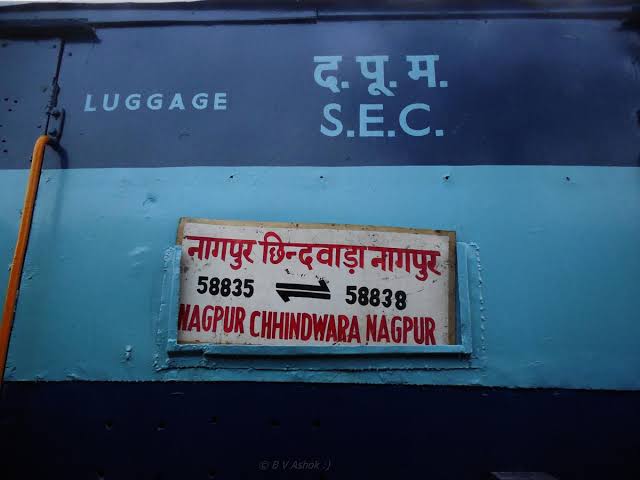 द. पू. म.
LUGGAGE
S.E.C.
नागपुर छिन्दवाड़ा नागपुर
58835 58838
NAGPUR CHHINDWARA NAGPUR
© B V Ashok :)